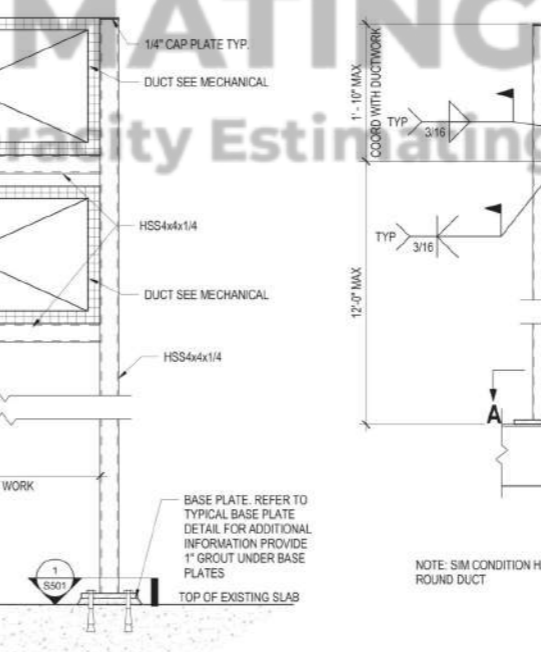 MATING
eracity Estimating
1/4" CAP PLATE TYP.
DUCT SEE MECHANICAL
HSS4x4x1/4
DUCT SEE MECHANICAL
HSS4x4x1/4
WORK
BASE PLATE. REFER TO
TYPICAL BASE PLATE
DETAIL FOR ADDITIONAL
INFORMATION PROVIDE
1" GROUT UNDER BASE
PLATES
1
S501
TOP OF EXISTING SLAB
1' - 10" MAX
COORD WITH DUCTWORK
TYP
3/16
TYP
3/16
12'-0" MAX
A
NOTE: SIM CONDITION H
ROUND DUCT